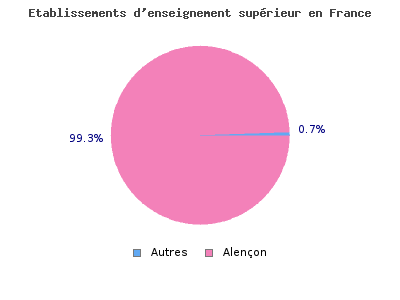 Etablissements d’enseignement supérieur en France
0.7%
99.3%
Autres
Alençon